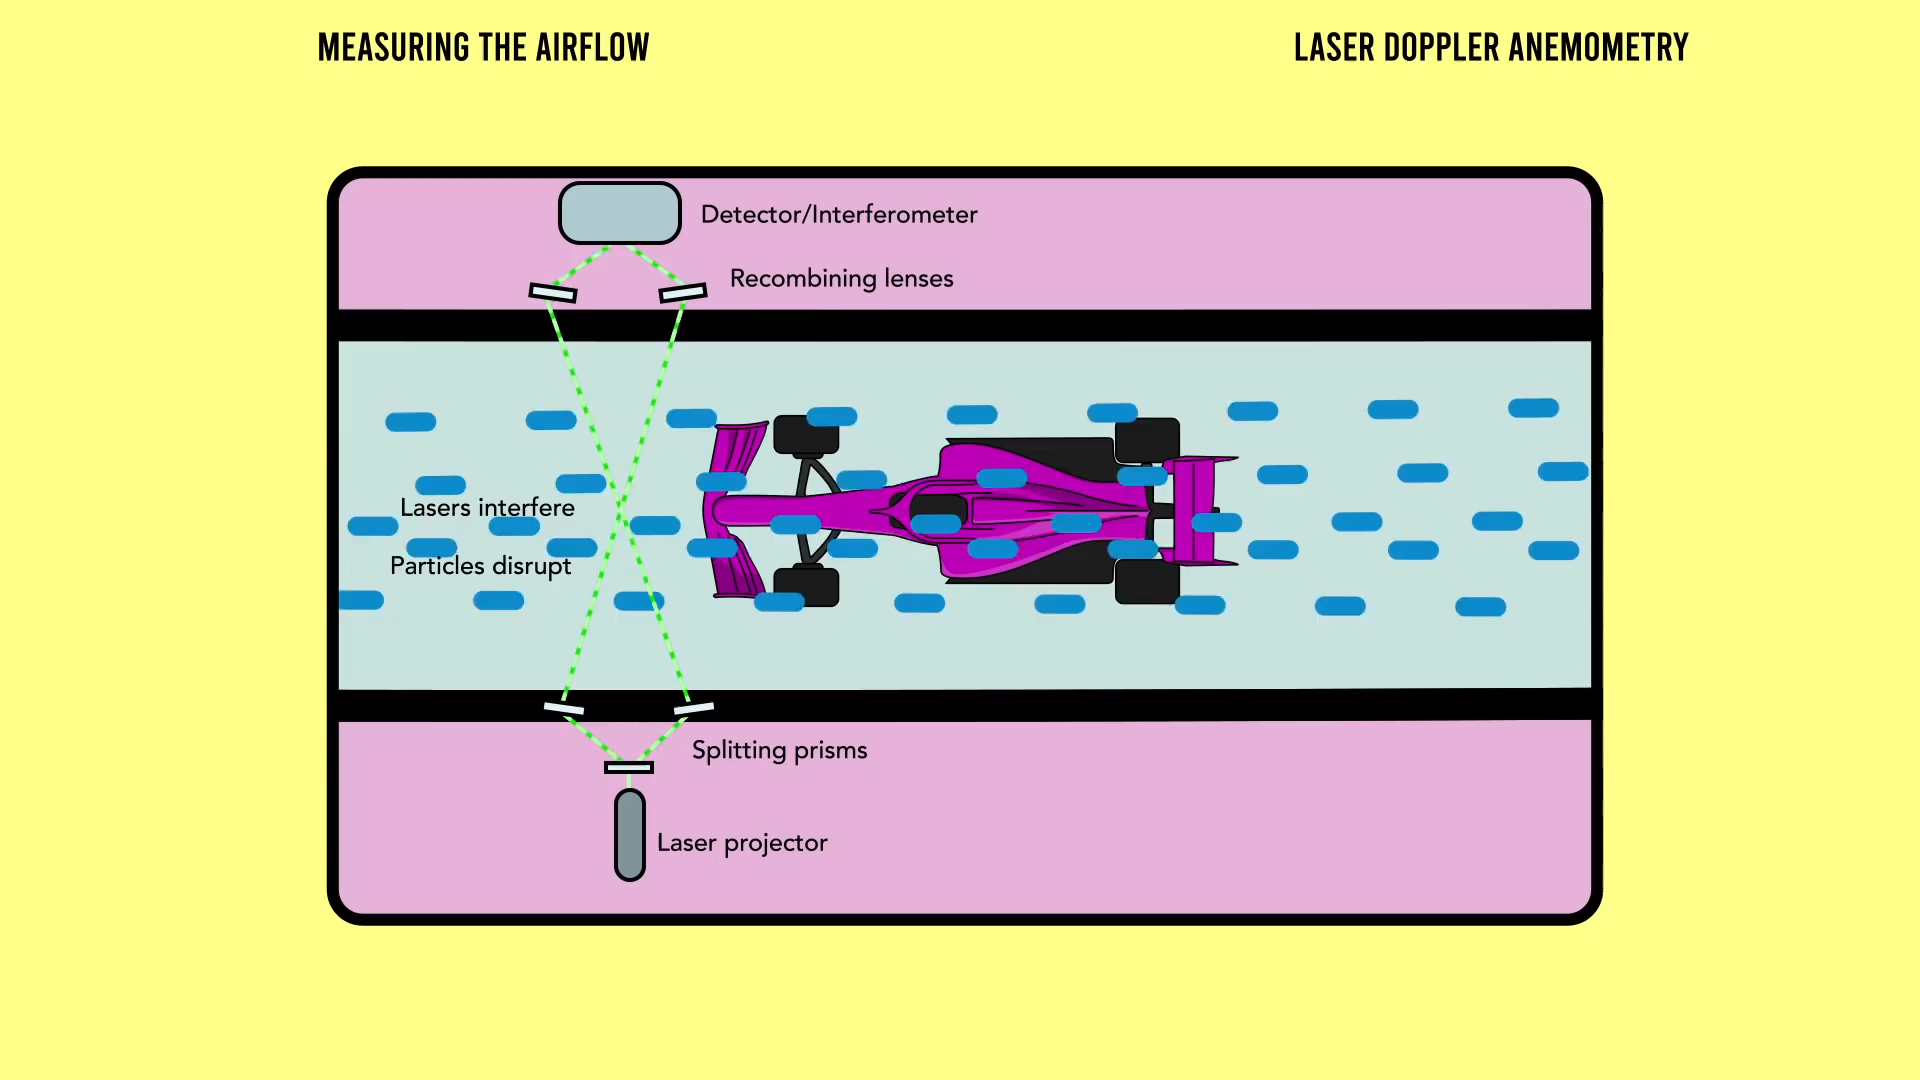 MEASURING THE AIRFLOW
LASER DOPPLER ANEMOMETRY
Detector/Interferometer
Recombining lenses
Lasers interfere
Particles disrupt
Splitting prisms
Laser projector